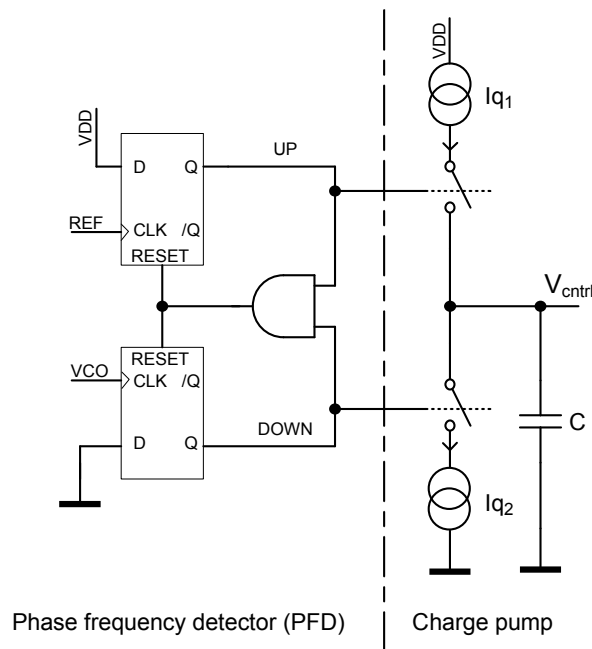 VDD
Iq1
VDD
UP
D
Q
REF
CLK
/Q
RESET
Vcntrl
RESET
VCO
CLK
/Q
D
Q
DOWN
C
Iq2
Phase frequency detector (PFD)
Charge pump